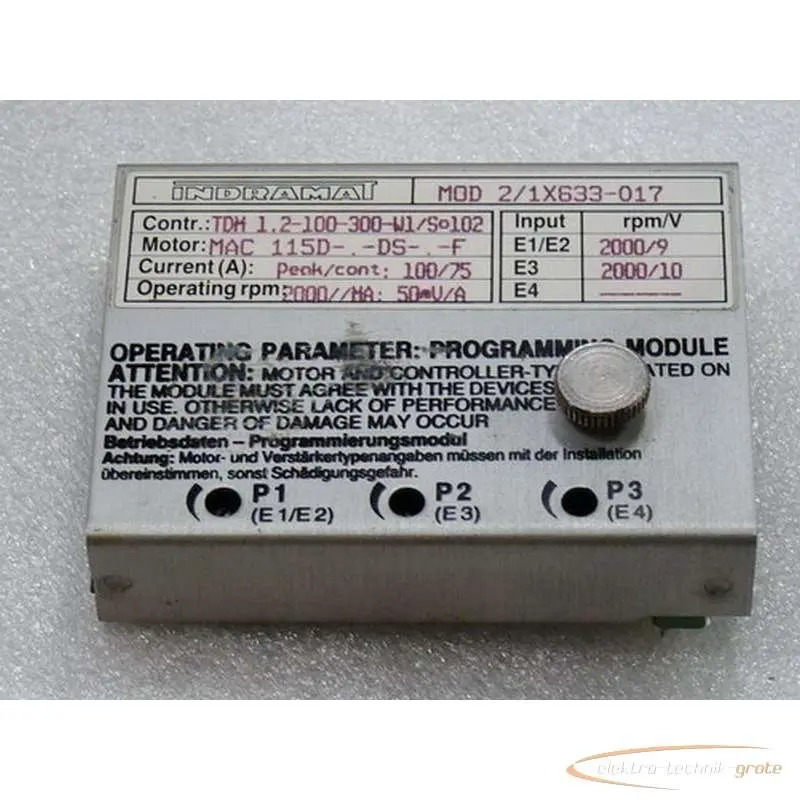 INDRAMAT MOD 2/1X633-017
Contr.: TDM 1.2-100-300-W1/S102 Input rpm/V
Motor: MAC 115D-.-DS-.-F E1/E2 2000/9
Current (A): Peak/cont: 100/75 E3 2000/10
Operating rpm: 2000//MA: 50mV/A E4 -----
OPERATING PARAMETER: PROGRAMMING MODULE
ATTENTION: MOTOR AND CONTROLLER-TY ATED ON
THE MODULE MUST AGREE WITH THE DEVICES
IN USE. OTHERWISE LACK OF PERFORMANCE
AND DANGER OF DAMAGE MAY OCCUR
Betriebsdaten – Programmierungsmodul
Achtung: Motor- und Verstärkertypenangaben müssen mit der Installation
übereinstimmen, sonst Schädigungsgefahr.
P1 P2 P3
(E1/E2) (E3) (E4)
elektro-technik-grote